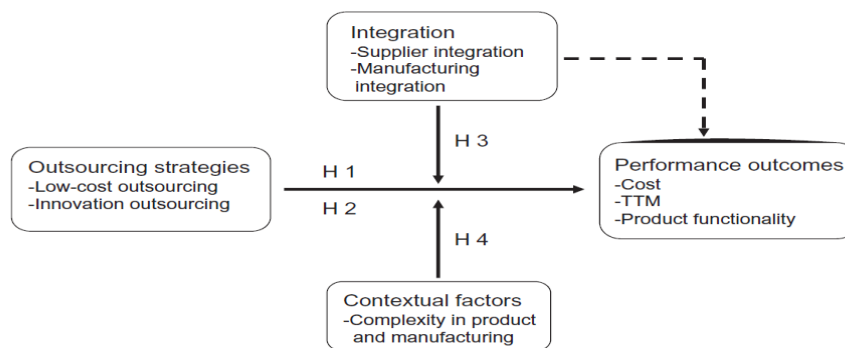 Integration
-Supplier integration
-Manufacturing
integration
H 3
Outsourcing strategies
-Low-cost outsourcing
-Innovation outsourcing
H 1
H 2
Performance outcomes
-Cost
-TTM
-Product functionality
H 4
Contextual factors
-Complexity in product
and manufacturing